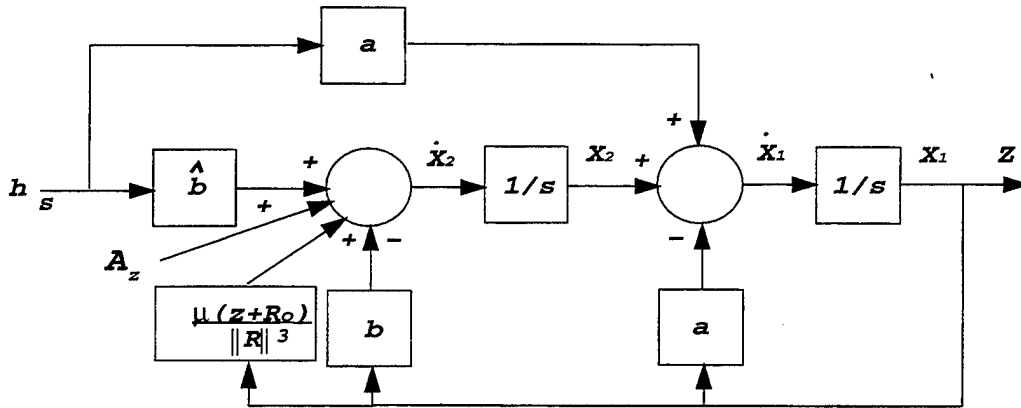 a
+
h s
b̂
+
+
+
−
ẋ₂
1/s
x₂
+
−
ẋ₁
1/s
x₁
z
A_z
μ(z+R₀)
‖R‖ ³
b
a